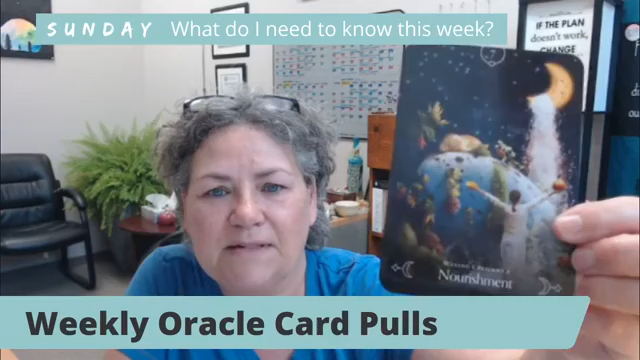 SUNDAY What do I need to know this week?
IF THE PLAN
doesn't work,
CHANGE
Nourishment
Weekly Oracle Card Pulls